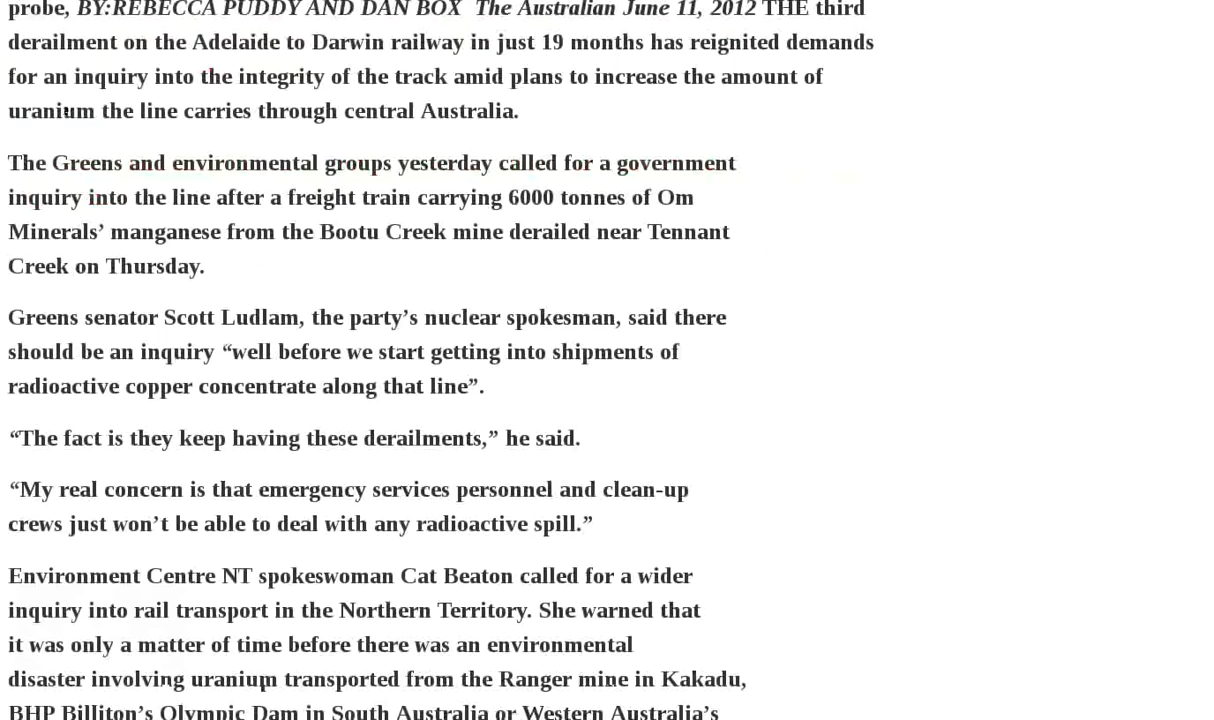 probe, BY:REBECCA PUDDY AND DAN BOX The Australian June 11, 2012 THE third
derailment on the Adelaide to Darwin railway in just 19 months has reignited demands
for an inquiry into the integrity of the track amid plans to increase the amount of
uranium the line carries through central Australia.
The Greens and environmental groups yesterday called for a government
inquiry into the line after a freight train carrying 6000 tonnes of Om
Minerals’ manganese from the Bootu Creek mine derailed near Tennant
Creek on Thursday.
Greens senator Scott Ludlam, the party’s nuclear spokesman, said there
should be an inquiry “well before we start getting into shipments of
radioactive copper concentrate along that line”.
“The fact is they keep having these derailments,” he said.
“My real concern is that emergency services personnel and clean-up
crews just won’t be able to deal with any radioactive spill.”
Environment Centre NT spokeswoman Cat Beaton called for a wider
inquiry into rail transport in the Northern Territory. She warned that
it was only a matter of time before there was an environmental
disaster involving uranium transported from the Ranger mine in Kakadu,
BHP Billiton’s Olympic Dam in South Australia or Western Australia’s